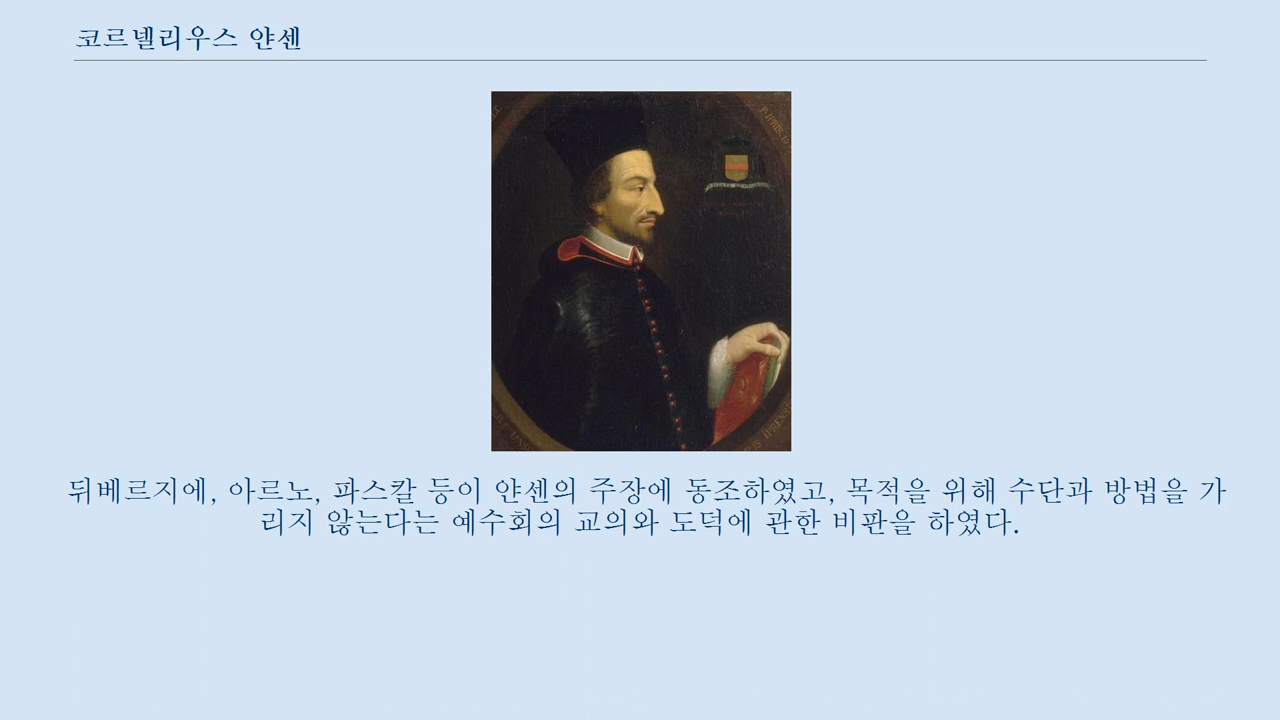 코르넬리우스 얀센
뒤베르지에, 아르노, 파스칼 등이 얀센의 주장에 동조하였고, 목적을 위해 수단과 방법을 가
리지 않는다는 예수회의 교의와 도덕에 관한 비판을 하였다.